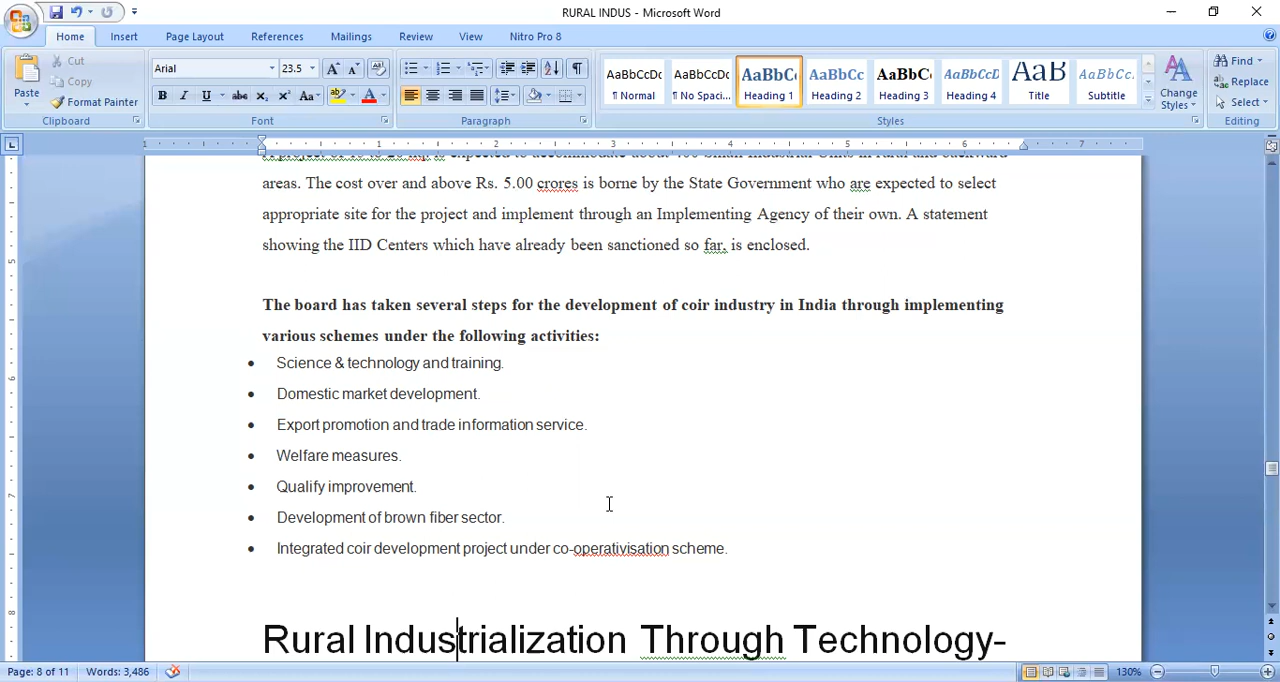 RURAL INDUS - Microsoft Word
Home Insert Page Layout References Mailings Review View Nitro Pro 8
Paste Cut Copy Format Painter Clipboard
Arial 23.5 Font
Paragraph
AaBbCcDc AaBbCcDc AaBbC AaBbCc AaBbC AaBbCcD AaB AaBbCc.
¶ Normal ¶ No Spaci... Heading 1 Heading 2 Heading 3 Heading 4 Title Subtitle
Change Styles Styles
Find Replace Select Editing
areas. The cost over and above Rs. 5.00 crores is borne by the State Government who are expected to select
appropriate site for the project and implement through an Implementing Agency of their own. A statement
showing the IID Centers which have already been sanctioned so far, is enclosed.
The board has taken several steps for the development of coir industry in India through implementing
various schemes under the following activities:
• Science & technology and training.
• Domestic market development.
• Export promotion and trade information service.
• Welfare measures.
• Qualify improvement.
• Development of brown fiber sector.
• Integrated coir development project under co-operativisation scheme.
Rural Industrialization Through Technology-
Page: 8 of 11 Words: 3,486 130%